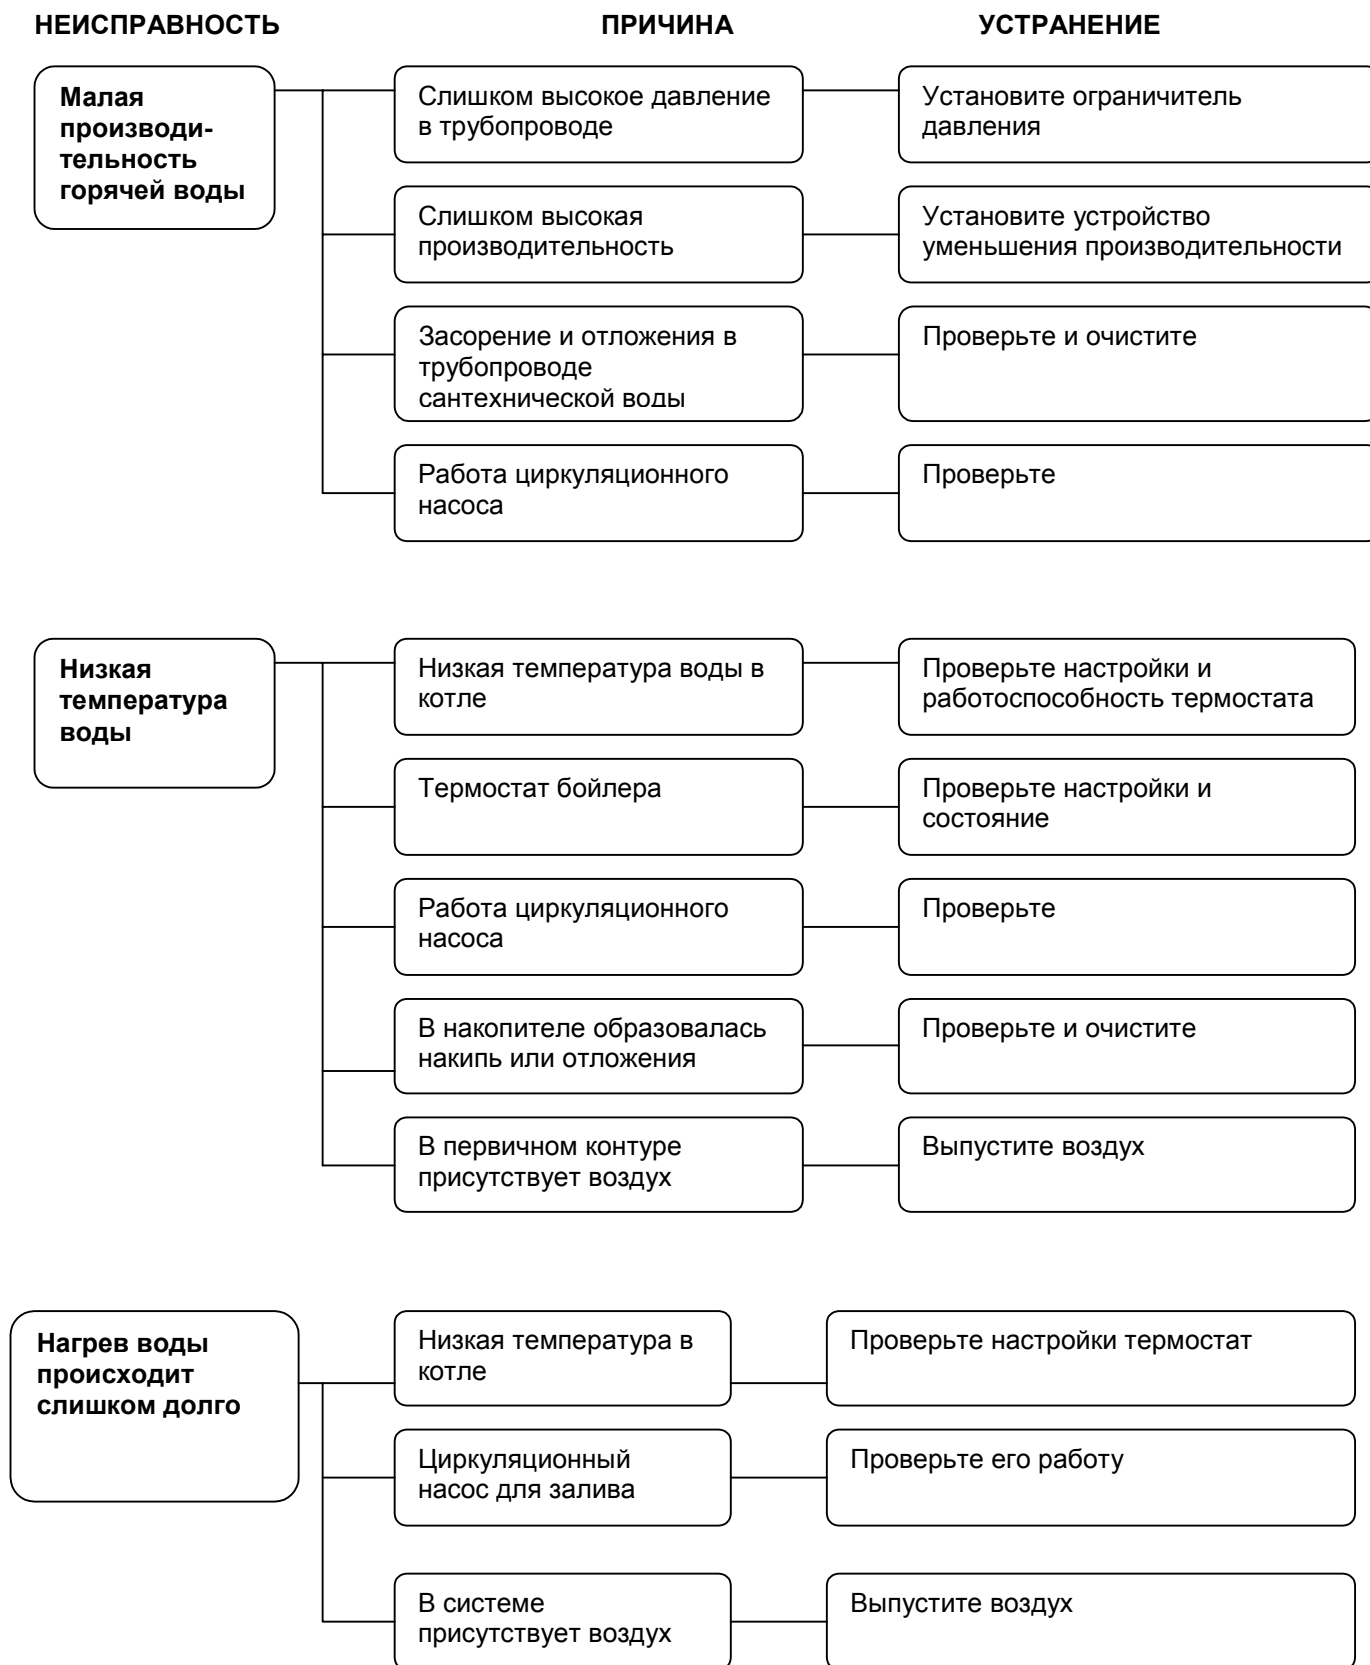 НЕИСПРАВНОСТЬ ПРИЧИНА УСТРАНЕНИЕ
Малая
производи-
тельность
горячей воды
Слишком высокое давление
в трубопроводе
Установите ограничитель
давления
Слишком высокая
производительность
Установите устройство
уменьшения производительности
Засорение и отложения в
трубопроводе
сантехнической воды
Проверьте и очистите
Работа циркуляционного
насоса
Проверьте
Низкая
температура
воды
Низкая температура воды в
котле
Проверьте настройки и
работоспособность термостата
Термостат бойлера
Проверьте настройки и
состояние
Работа циркуляционного
насоса
Проверьте
В накопителе образовалась
накипь или отложения
Проверьте и очистите
В первичном контуре
присутствует воздух
Выпустите воздух
Нагрев воды
происходит
слишком долго
Низкая температура в
котле
Проверьте настройки термостат
Циркуляционный
насос для залива
Проверьте его работу
В системе
присутствует воздух
Выпустите воздух